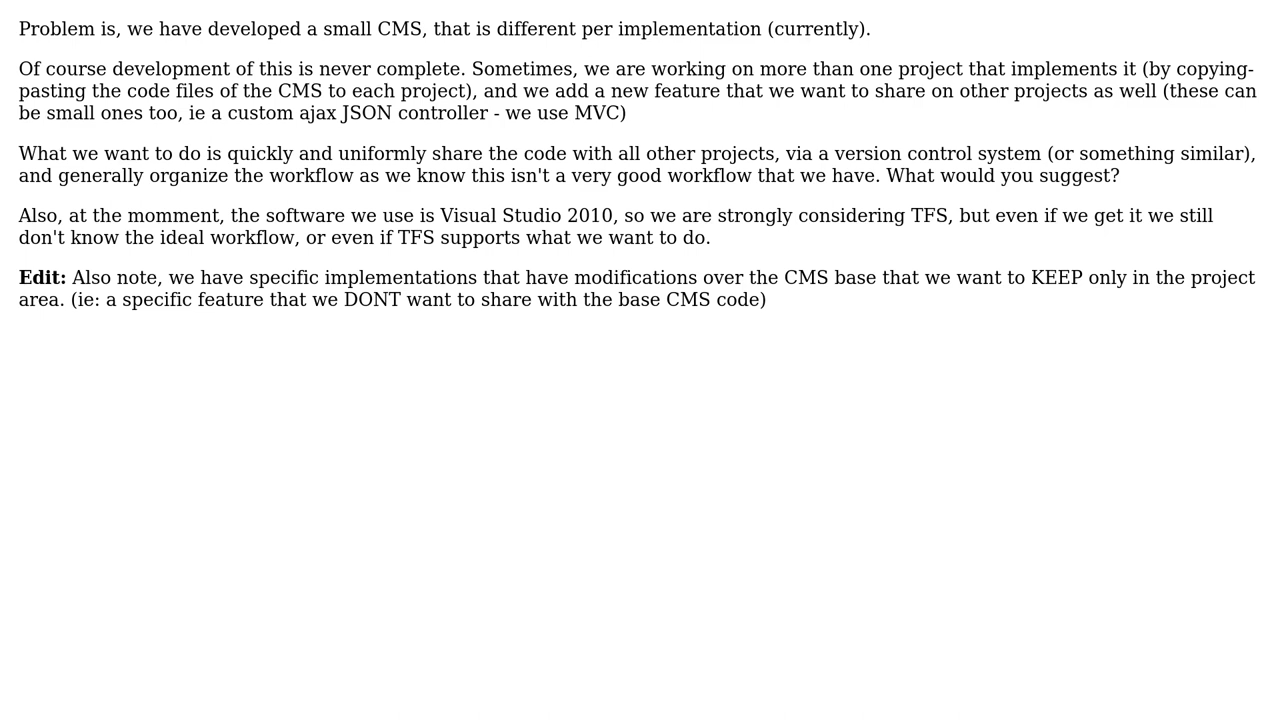 Problem is, we have developed a small CMS, that is different per implementation (currently).
Of course development of this is never complete. Sometimes, we are working on more than one project that implements it (by copying-
pasting the code files of the CMS to each project), and we add a new feature that we want to share on other projects as well (these can
be small ones too, ie a custom ajax JSON controller - we use MVC)
What we want to do is quickly and uniformly share the code with all other projects, via a version control system (or something similar),
and generally organize the workflow as we know this isn't a very good workflow that we have. What would you suggest?
Also, at the momment, the software we use is Visual Studio 2010, so we are strongly considering TFS, but even if we get it we still
don't know the ideal workflow, or even if TFS supports what we want to do.
Edit: Also note, we have specific implementations that have modifications over the CMS base that we want to KEEP only in the project
area. (ie: a specific feature that we DONT want to share with the base CMS code)